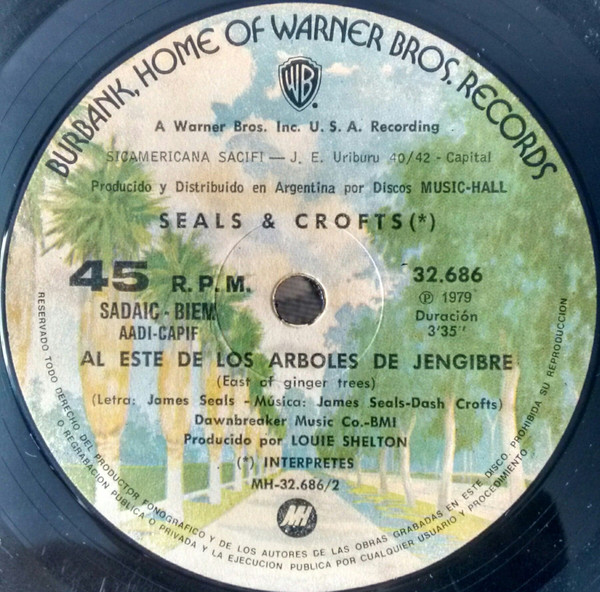 BURBANK, HOME OF WARNER BROS. RECORDS
WB
A Warner Bros. Inc. U. S. A. Recording
SICAMERICANA SACIFI — J. E. Uriburu 40/42 - Capital
Producido y Distribuido en Argentina por Discos MUSIC-HALL
SEALS & CROFTS (*)
45 R. P. M.
32.686
SADAIC - BIEM
℗ 1979
AADI-CAPIF
Duración
3'35''
AL ESTE DE LOS ARBOLES DE JENGIBRE
(East of ginger trees)
(Letra: James Seals - Música: James Seals-Dash Crofts)
Dawnbreaker Music Co.-BMI
Producido por LOUIE SHELTON
(*) INTERPRETES
MH-32.686/2
MH
RESERVADO TODO DERECHO DEL PRODUCTOR FONOGRAFICO Y DE LOS AUTORES DE LAS OBRAS GRABADAS EN ESTE DISCO. PROHIBIDA SU REPRODUCCION
O REGRABACION PUBLICA O PRIVADA Y LA EJECUCION PUBLICA POR CUALQUIER USUARIO Y PROCEDIMIENTO